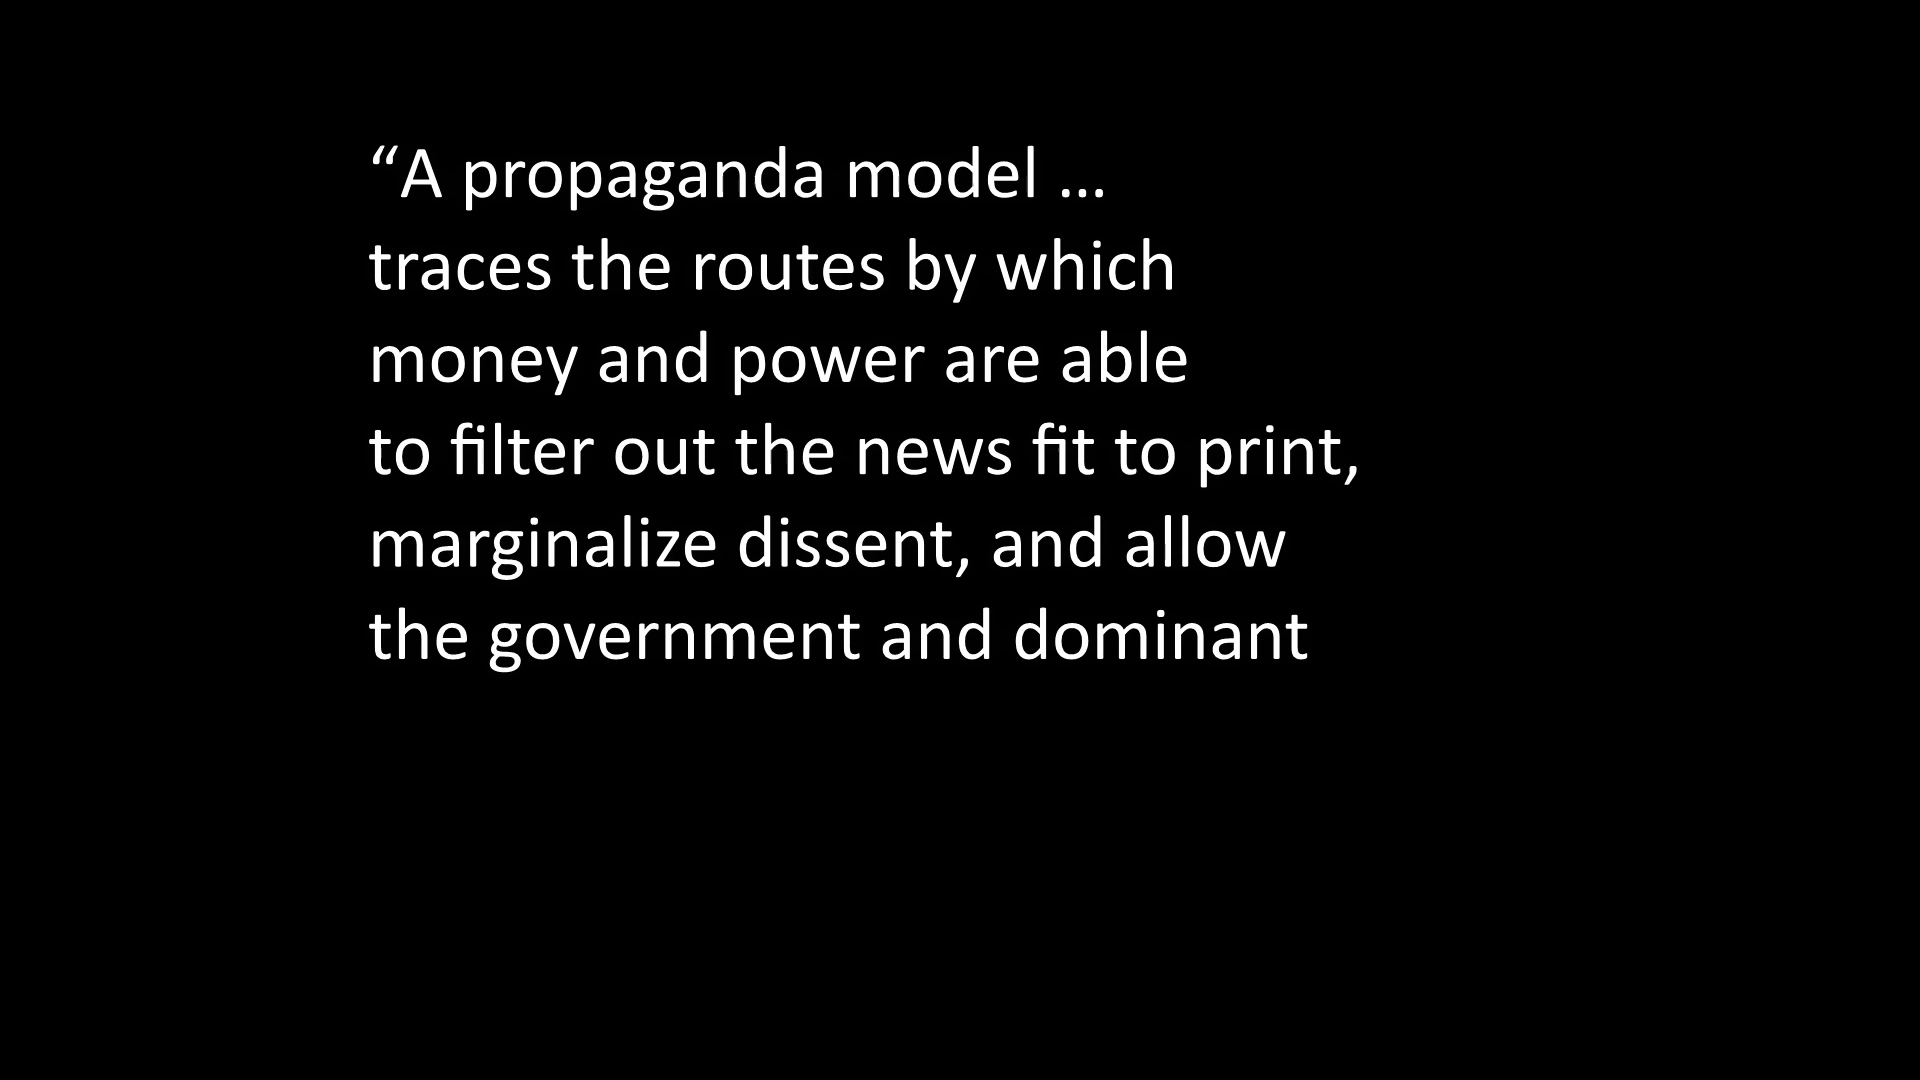 “A propaganda model …
traces the routes by which
money and power are able
to filter out the news fit to print,
marginalize dissent, and allow
the government and dominant